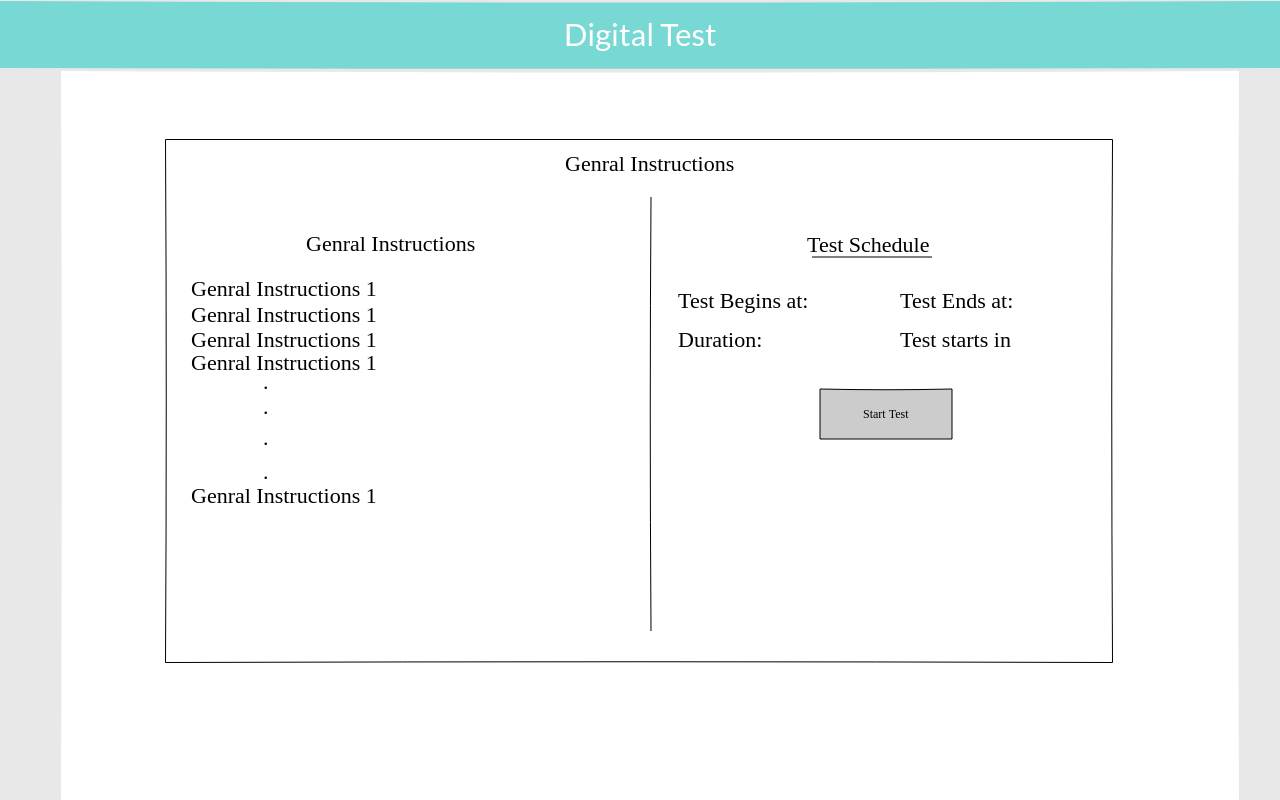 Digital Test
Genral Instructions
Genral Instructions
Genral Instructions 1
Genral Instructions 1
Genral Instructions 1
Genral Instructions 1
.
.
.
.
Genral Instructions 1
Test Schedule
Test Begins at: Test Ends at:
Duration: Test starts in
Start Test